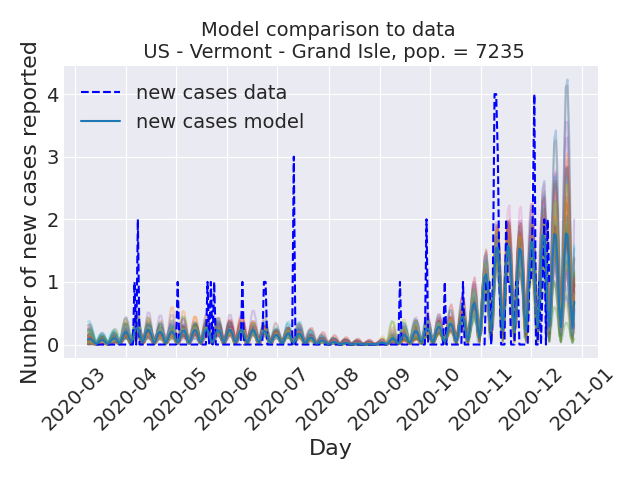 Model comparison to data
US - Vermont - Grand Isle, pop. = 7235
Number of new cases reported
4
3
2
1
0
new cases data
new cases model
2020-03
2020-04
2020-05
2020-06
2020-07
2020-08
2020-09
2020-10
2020-11
2020-12
2021-01
Day